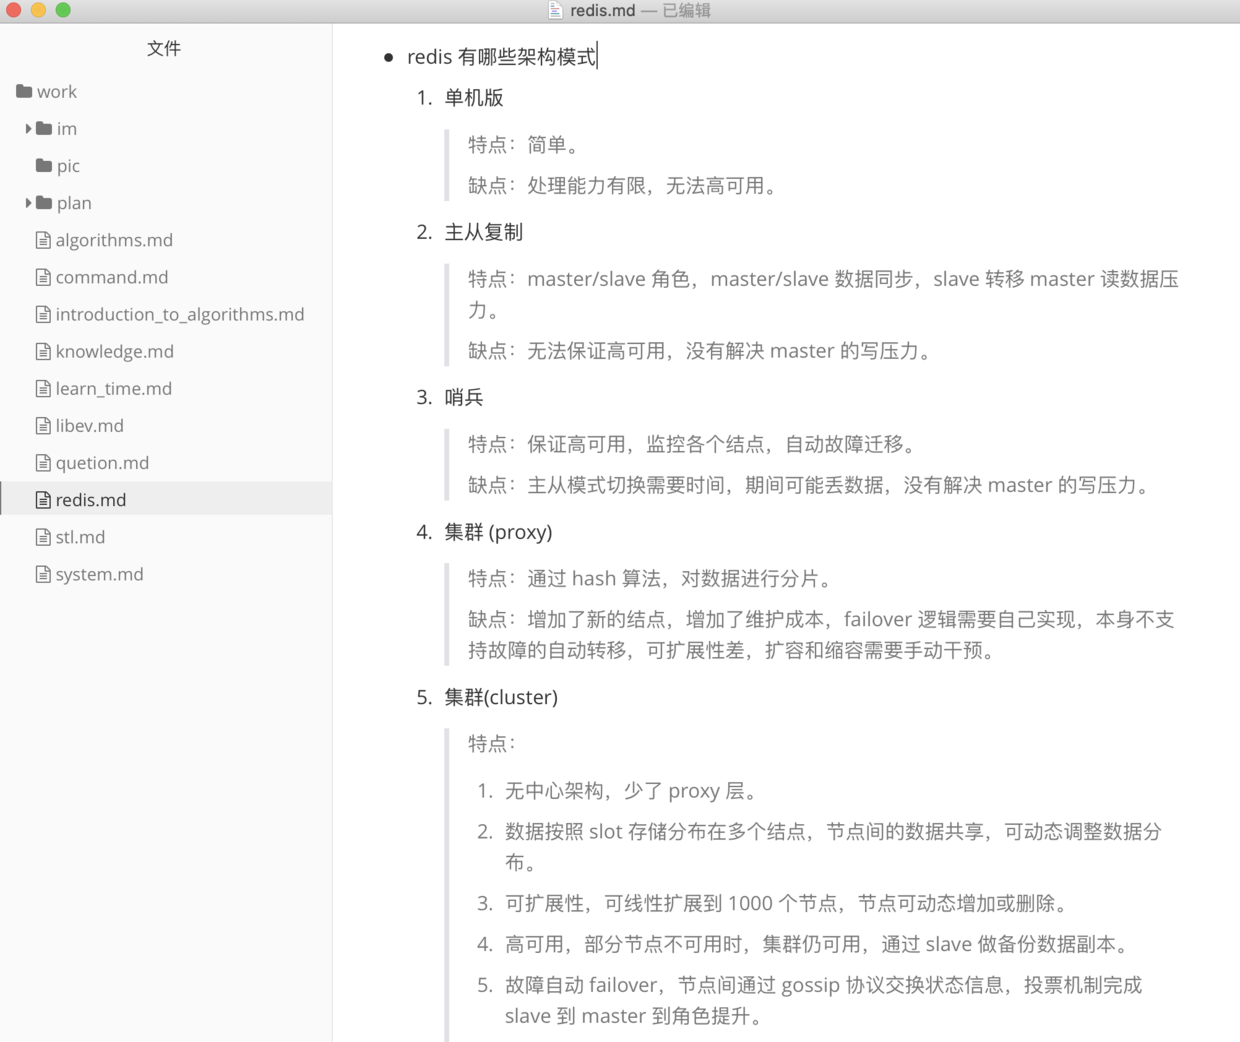 redis.md — 已编辑
文件
work
im
pic
plan
algorithms.md
command.md
introduction_to_algorithms.md
knowledge.md
learn_time.md
libev.md
quetion.md
redis.md
stl.md
system.md
● redis 有哪些架构模式
1. 单机版
特点：简单。
缺点：处理能力有限，无法高可用。
2. 主从复制
特点：master/slave 角色，master/slave 数据同步，slave 转移 master 读数据压
力。
缺点：无法保证高可用，没有解决 master 的写压力。
3. 哨兵
特点：保证高可用，监控各个结点，自动故障迁移。
缺点：主从模式切换需要时间，期间可能丢数据，没有解决 master 的写压力。
4. 集群 (proxy)
特点：通过 hash 算法，对数据进行分片。
缺点：增加了新的结点，增加了维护成本，failover 逻辑需要自己实现，本身不支
持故障的自动转移，可扩展性差，扩容和缩容需要手动干预。
5. 集群(cluster)
特点：
1. 无中心架构，少了 proxy 层。
2. 数据按照 slot 存储分布在多个结点，节点间的数据共享，可动态调整数据分
布。
3. 可扩展性，可线性扩展到 1000 个节点，节点可动态增加或删除。
4. 高可用，部分节点不可用时，集群仍可用，通过 slave 做备份数据副本。
5. 故障自动 failover，节点间通过 gossip 协议交换状态信息，投票机制完成
slave 到 master 到角色提升。